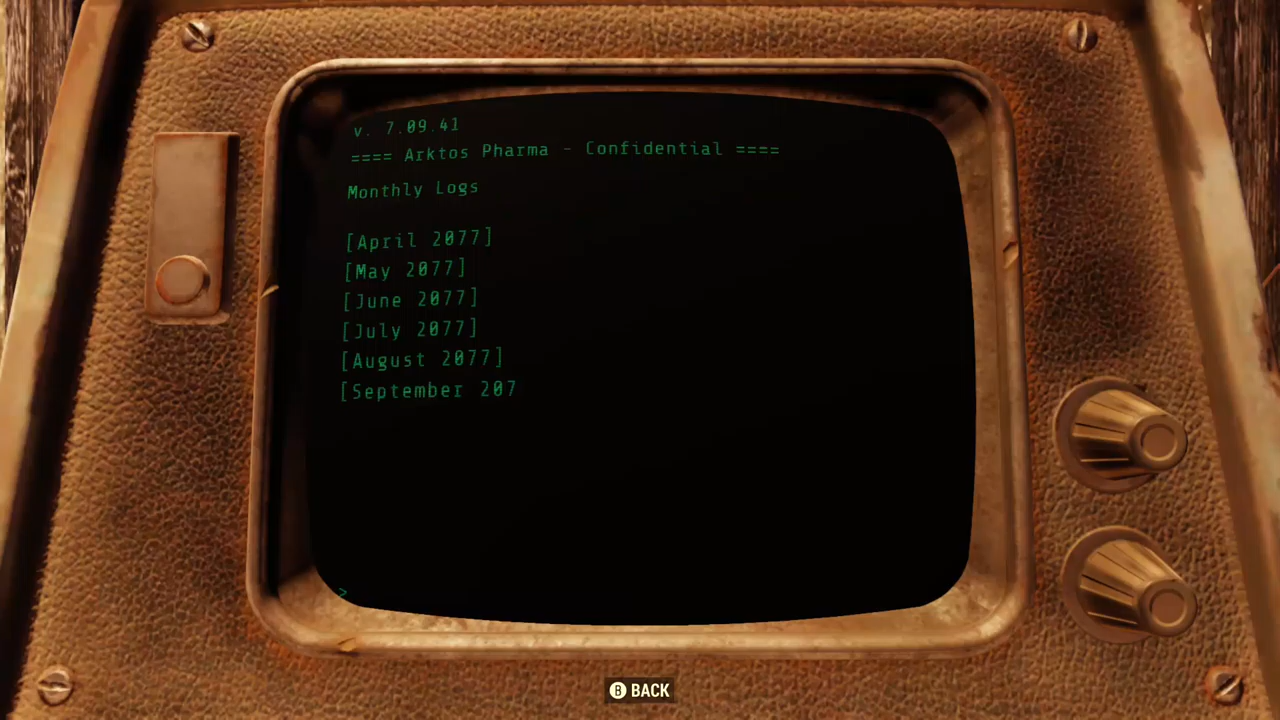 v. 7.09.41
==== Arktos Pharma - Confidential ====
Monthly Logs
[April 2077]
[May 2077]
[June 2077]
[July 2077]
[August 2077]
[September 207
>
B BACK